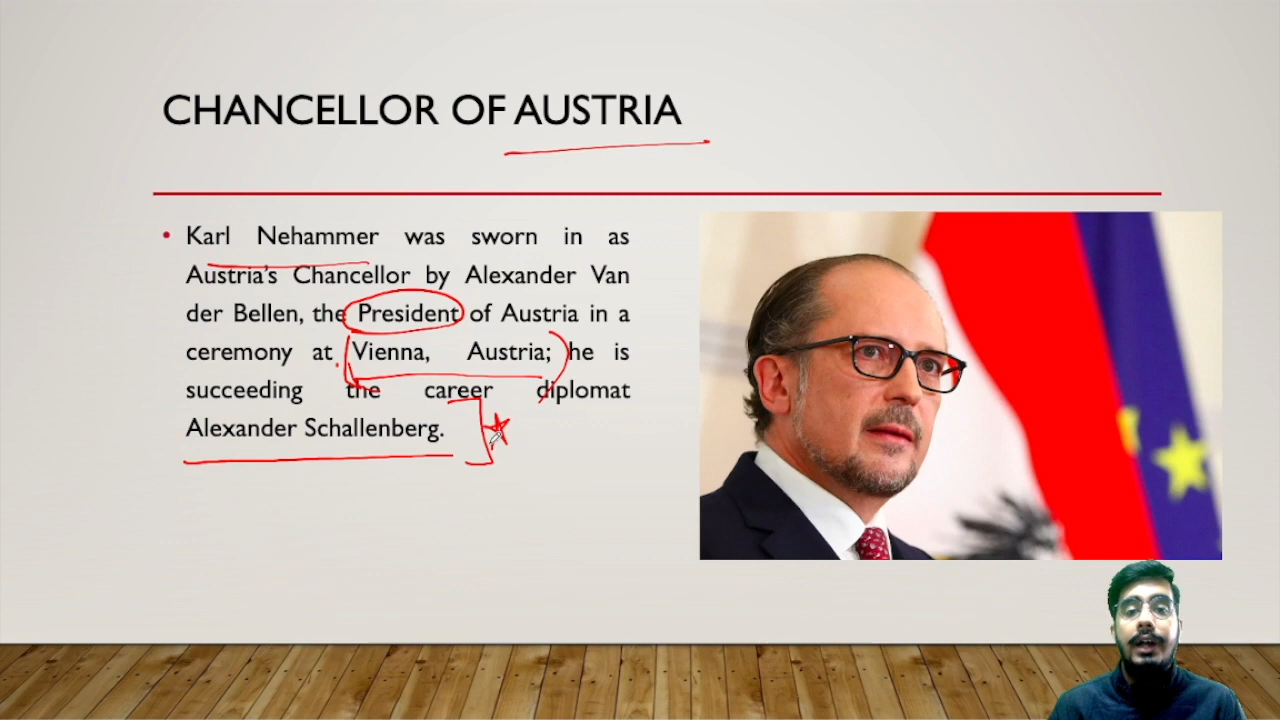 CHANCELLOR OF AUSTRIA
• Karl Nehammer was sworn in as
Austria's Chancellor by Alexander Van
der Bellen, the President of Austria in a
ceremony at Vienna, Austria; he is
succeeding the career diplomat
Alexander Schallenberg.